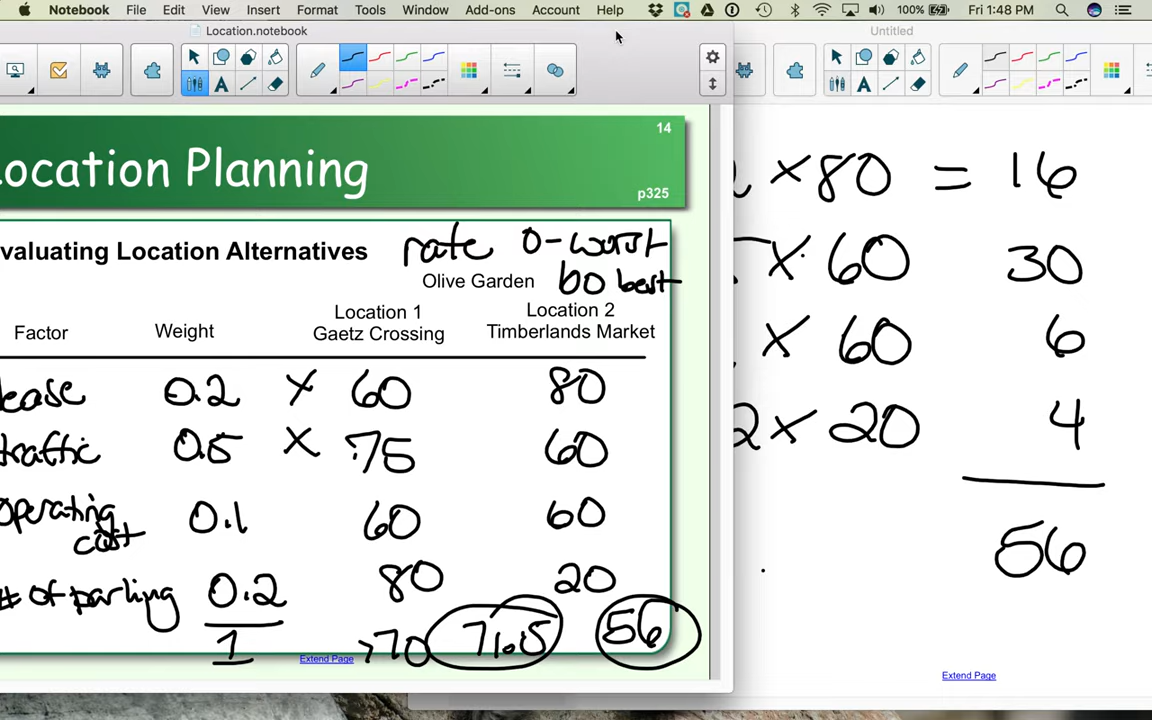 Notebook File Edit View Insert Format Tools Window Add-ons Account Help 100% Fri 1:48 PM
Location.notebook
Untitled
14
ocation Planning
p325
valuating Location Alternatives
rate 0-worst
Olive Garden
best
Location 1
Location 2
Factor
Weight
Gaetz Crossing
Timberlands Market
ease 0.2 x 60 80
traffic 0.5 x 75 60
operating 0.1 60 60
cost
# of parking 0.2 80 20
1 >70 71.5 56
Extend Page
x 80 = 16
x 60 30
x 60 6
2 x 20 4
56
Extend Page